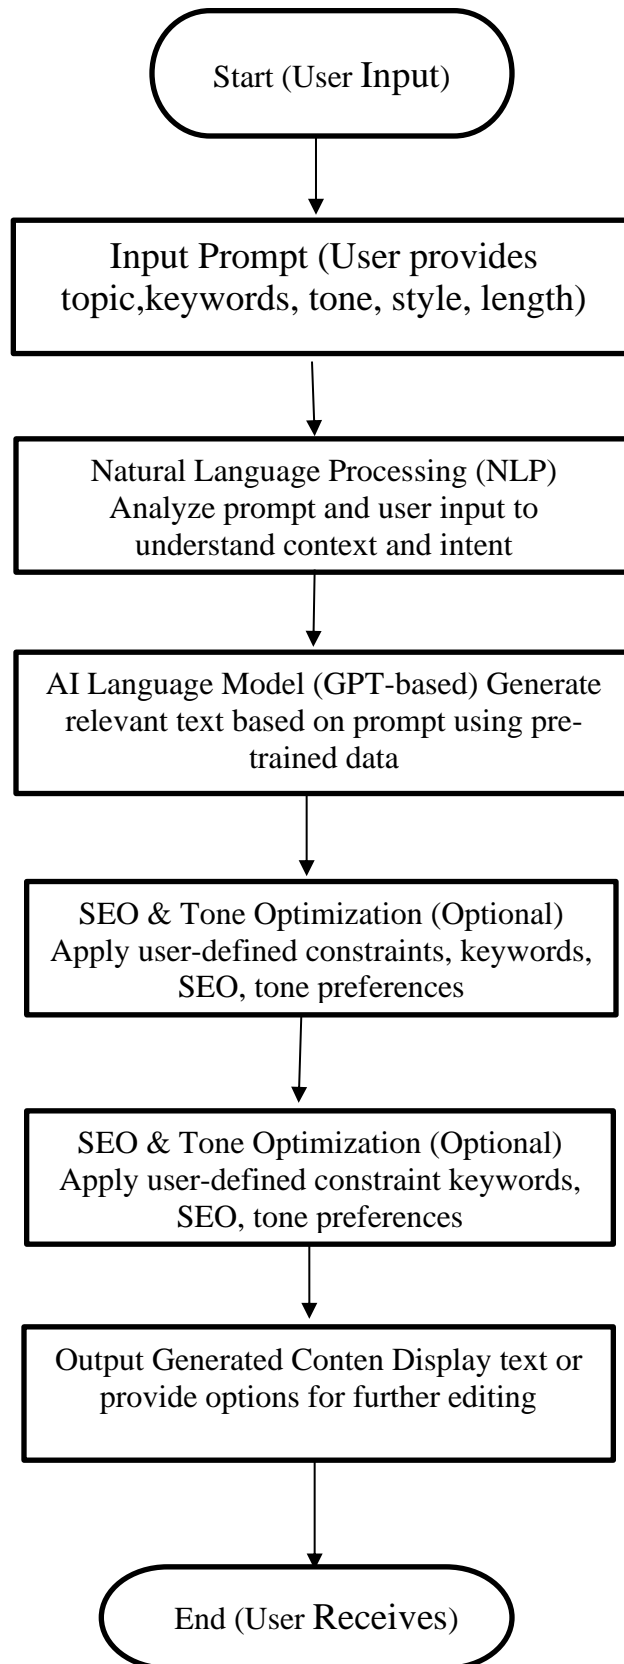 Start (User Input)
Input Prompt (User provides
topic,keywords, tone, style, length)
Natural Language Processing (NLP)
Analyze prompt and user input to
understand context and intent
AI Language Model (GPT-based) Generate
relevant text based on prompt using pre-
trained data
SEO & Tone Optimization (Optional)
Apply user-defined constraints, keywords,
SEO, tone preferences
SEO & Tone Optimization (Optional)
Apply user-defined constraint keywords,
SEO, tone preferences
Output Generated Conten Display text or
provide options for further editing
End (User Receives)